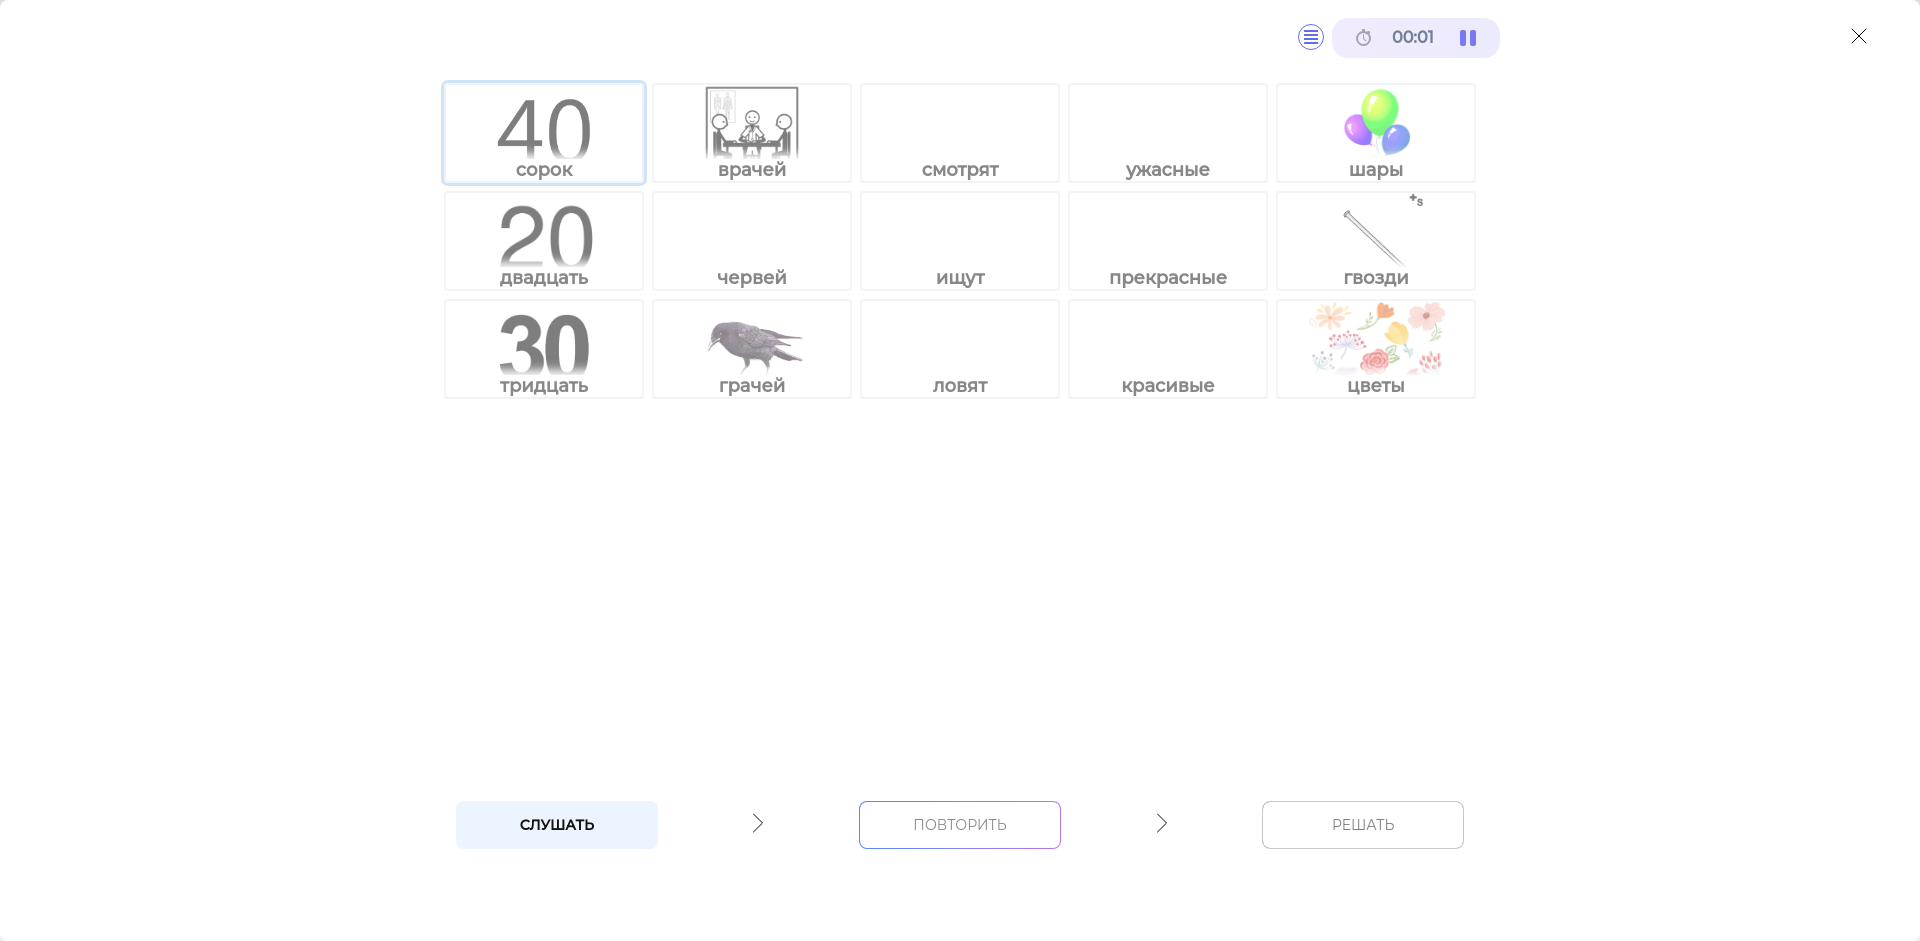 00:01
40
сорок
врачей
смотрят
ужасные
шары
20
двадцать
червей
ищут
прекрасные
+s
гвозди
30
тридцать
грачей
ловят
красивые
цветы
СЛУШАТЬ
ПОВТОРИТЬ
РЕШАТЬ